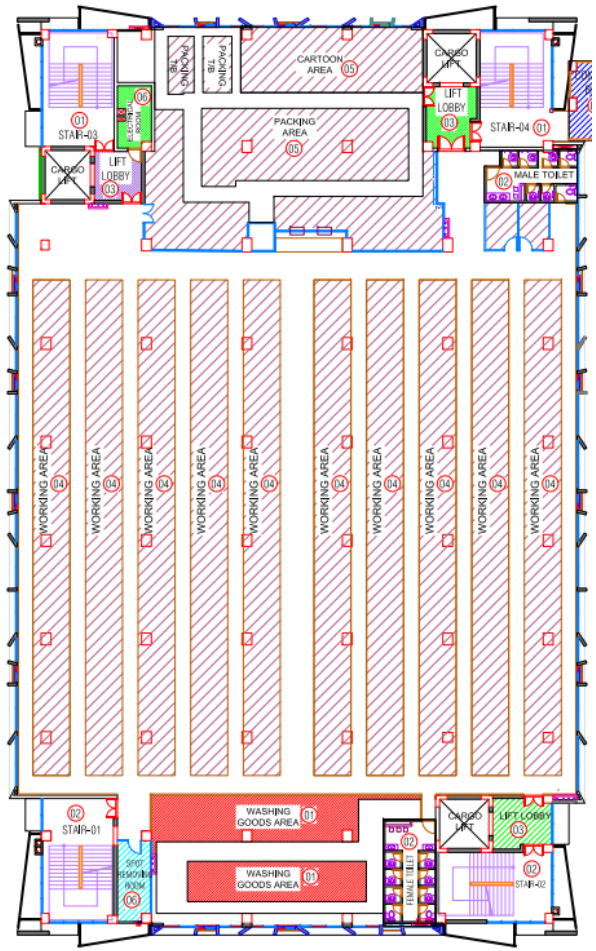 CARTOON
AREA
05
PACKING
T/B
PACKING
T/B
CARGO
LIFT
LIFT
LOBBY
03
06
ELECTRICAL
ROOM
01
STAIR-03
PACKING
AREA
05
STAIR-04 01
CARGO
LIFT
LIFT
LOBBY
03
02
MALE TOILET
WORKING AREA
04
WORKING AREA
04
WORKING AREA
04
WORKING AREA
04
WORKING AREA
04
WORKING AREA
04
WORKING AREA
04
WORKING AREA
04
WORKING AREA
04
WORKING AREA
04
02
STAIR-01
WASHING
GOODS AREA
01
CARGO
LIFT
LIFT LOBBY
03
SPOT
REMOVING
ROOM
06
WASHING
GOODS AREA
01
02
FEMALE TOILET
02
STAIR-02